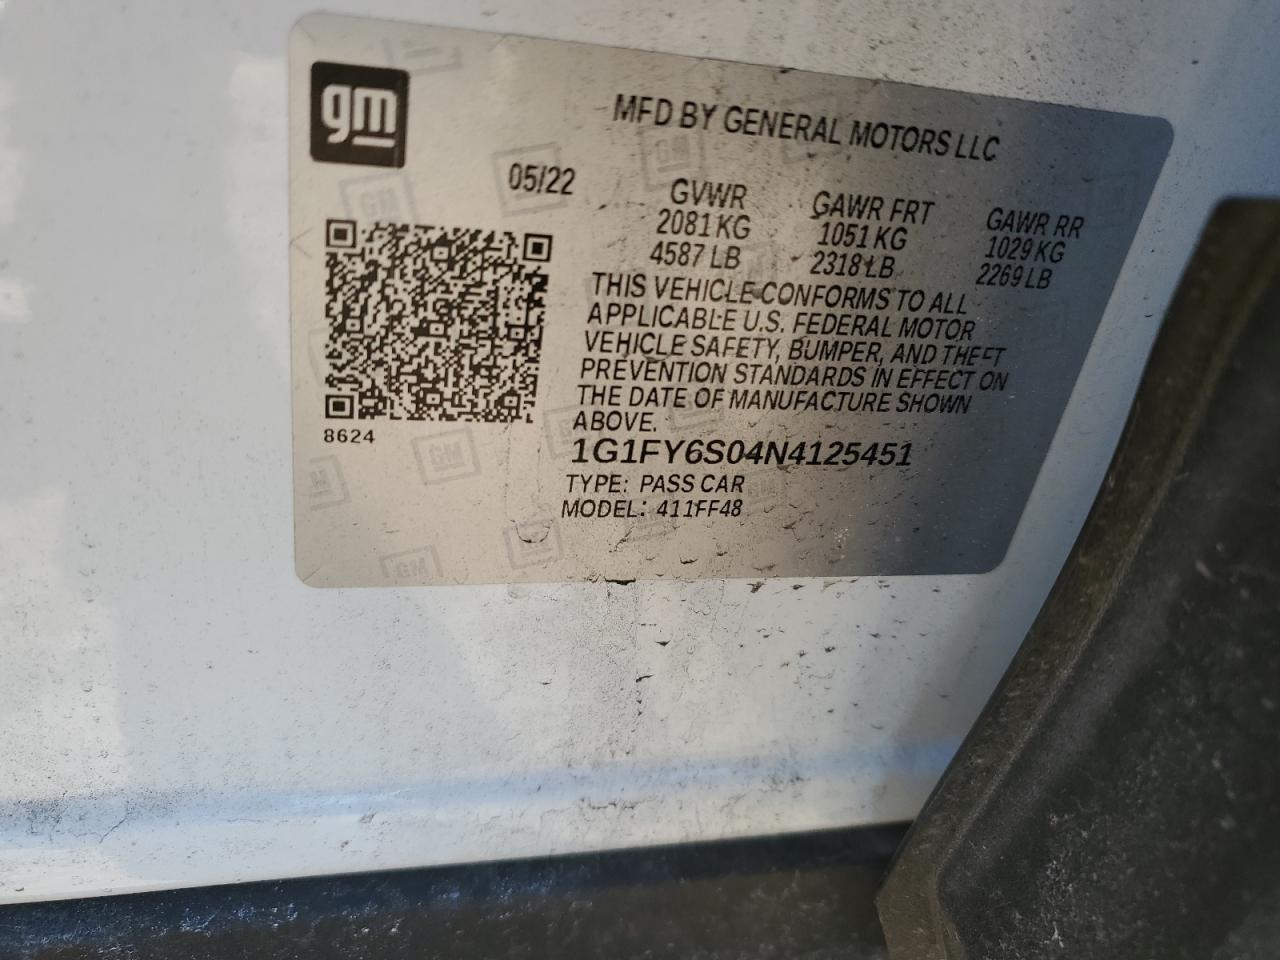 gm
MFD BY GENERAL MOTORS LLC
05/22
GVWR GAWR FRT GAWR RR
2081 KG 1051 KG 1029 KG
4587 LB 2318 LB 2269 LB
THIS VEHICLE CONFORMS TO ALL
APPLICABLE U.S. FEDERAL MOTOR
VEHICLE SAFETY, BUMPER, AND THEFT
PREVENTION STANDARDS IN EFFECT ON
THE DATE OF MANUFACTURE SHOWN
ABOVE.
8624
1G1FY6S04N4125451
TYPE: PASS CAR
MODEL: 411FF48